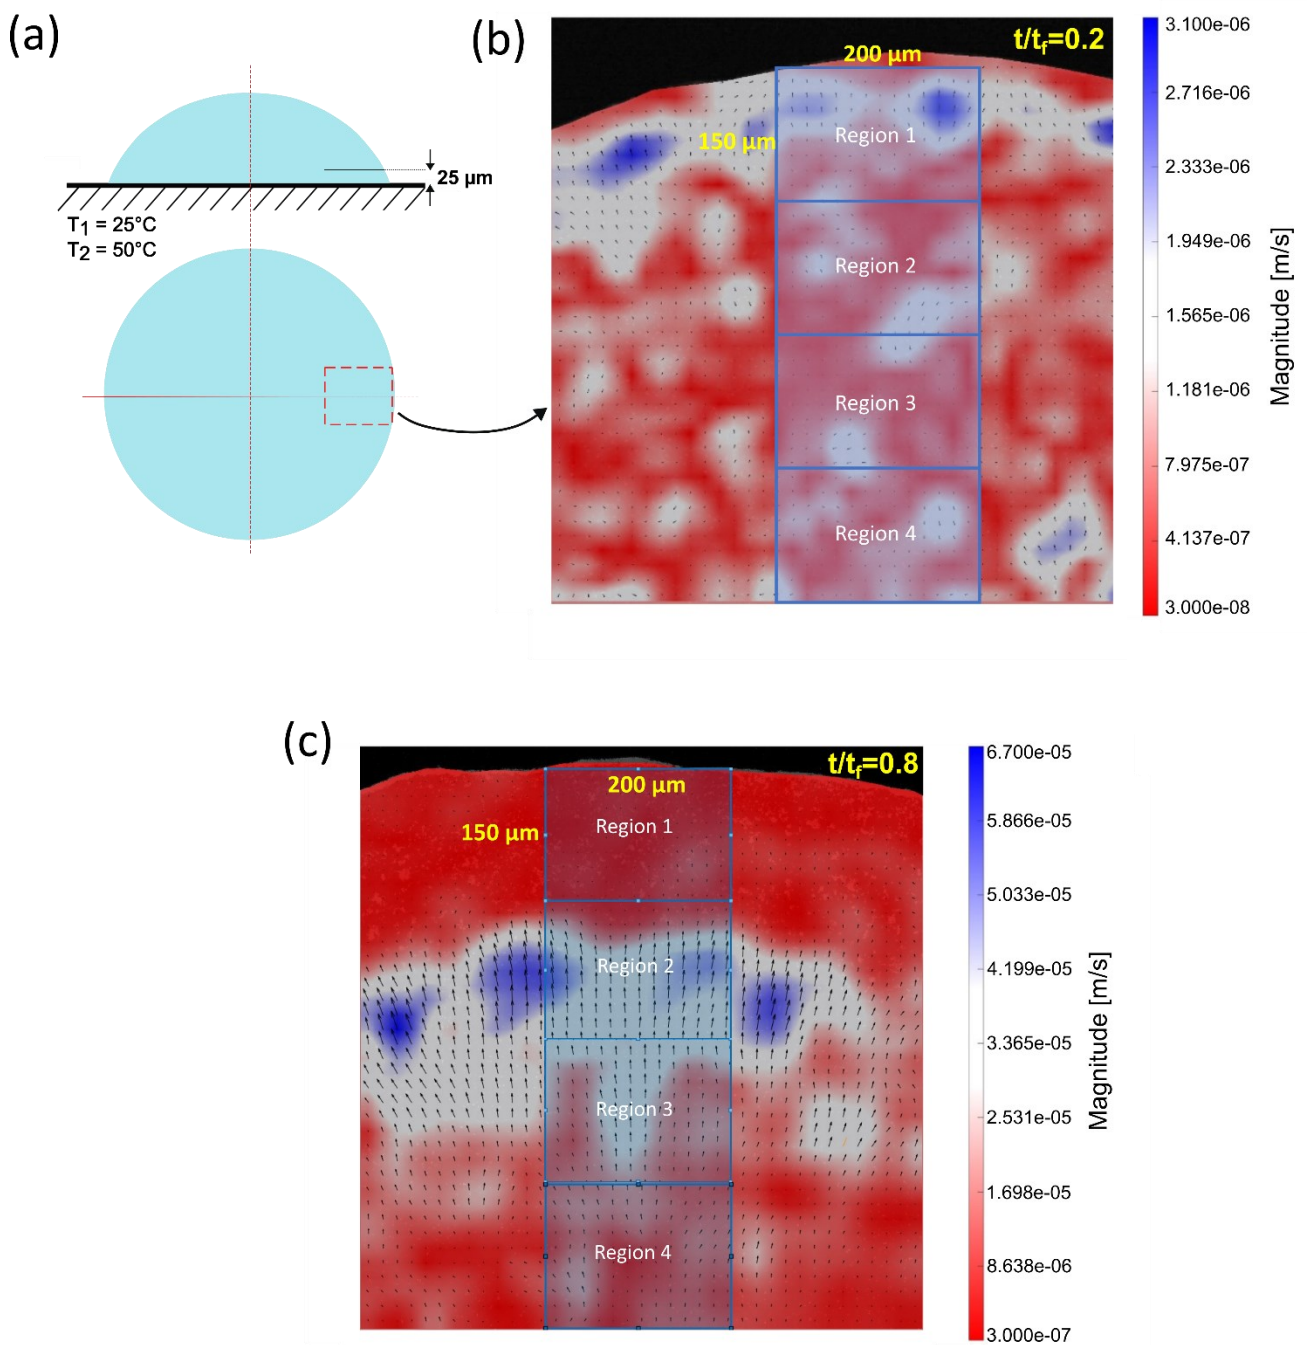 (a)
25 µm
T1 = 25°C
T2 = 50°C
(b)
t/tf=0.2
200 µm
150 µm
Region 1
Region 2
Region 3
Region 4
3.100e-06
2.716e-06
2.333e-06
1.949e-06
1.565e-06
1.181e-06
7.975e-07
4.137e-07
3.000e-08
Magnitude [m/s]
(c)
t/tf=0.8
200 µm
150 µm
Region 1
Region 2
Region 3
Region 4
6.700e-05
5.866e-05
5.033e-05
4.199e-05
3.365e-05
2.531e-05
1.698e-05
8.638e-06
3.000e-07
Magnitude [m/s]